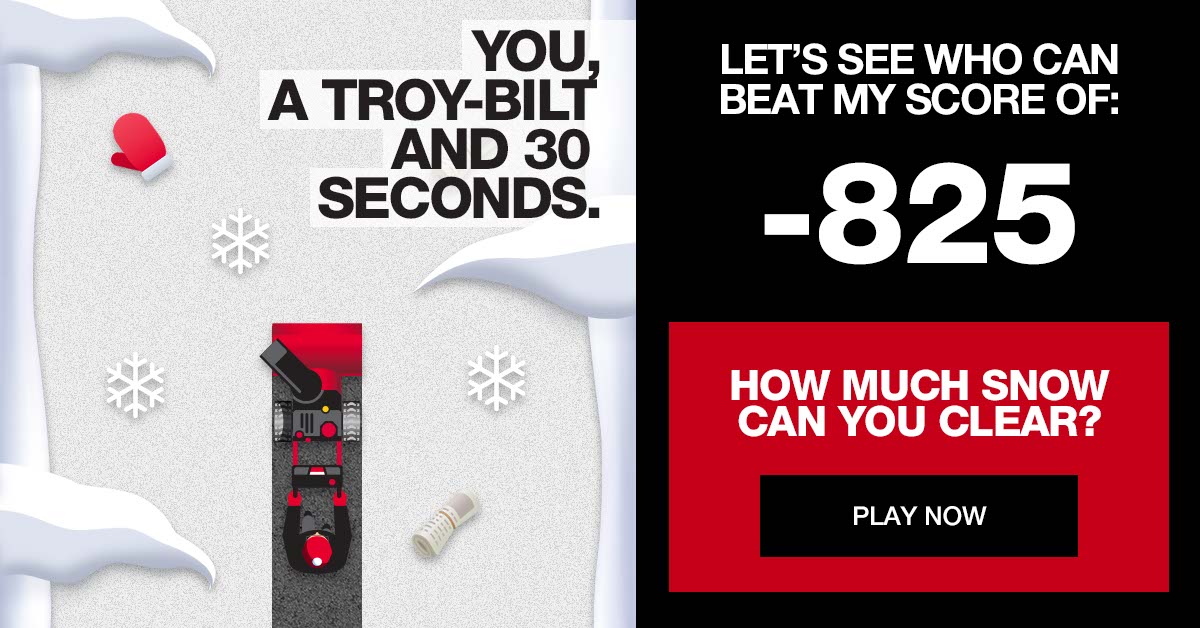 YOU,
A TROY-BILT
AND 30
SECONDS.
LET’S SEE WHO CAN
BEAT MY SCORE OF:
-825
HOW MUCH SNOW
CAN YOU CLEAR?
PLAY NOW